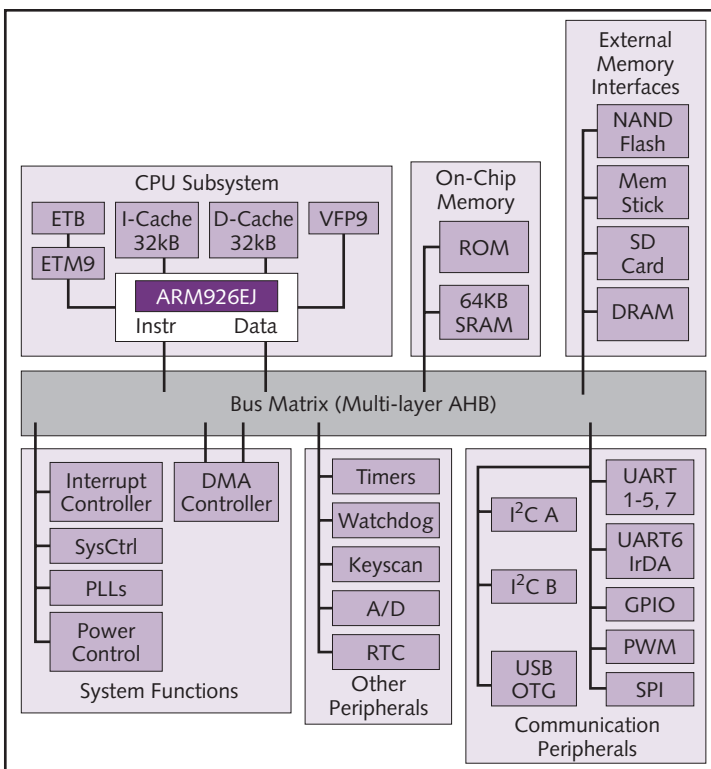 External
Memory
Interfaces
NAND
Flash
Mem
Stick
SD
Card
DRAM
CPU Subsystem
ETB
I-Cache
32kB
D-Cache
32kB
VFP9
ETM9
ARM926EJ
Instr
Data
On-Chip
Memory
ROM
64KB
SRAM
Bus Matrix (Multi-layer AHB)
Interrupt
Controller
DMA
Controller
SysCtrl
PLLs
Power
Control
System Functions
Timers
Watchdog
Keyscan
A/D
RTC
Other
Peripherals
I²C A
I²C B
USB
OTG
UART
1-5, 7
UART6
IrDA
GPIO
PWM
SPI
Communication
Peripherals